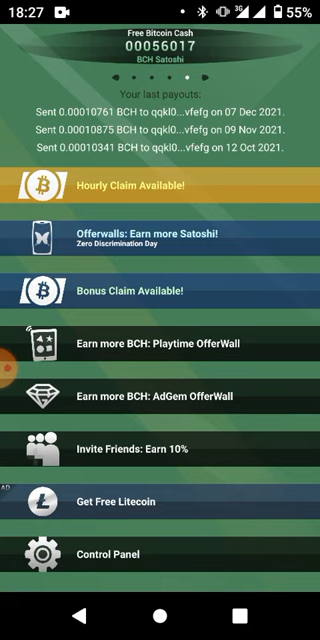 18:27
3G
55%
Free Bitcoin Cash
00056017
BCH Satoshi
Your last payouts:
Sent 0.00010761 BCH to qqkl0...vfefg on 07 Dec 2021.
Sent 0.00010875 BCH to qqkl0...vfefg on 09 Nov 2021.
Sent 0.00010341 BCH to qqkl0...vfefg on 12 Oct 2021.
Hourly Claim Available!
Offerwalls: Earn more Satoshi!
Zero Discrimination Day
Bonus Claim Available!
Earn more BCH: Playtime OfferWall
Earn more BCH: AdGem OfferWall
Invite Friends: Earn 10%
AD
Get Free Litecoin
Control Panel